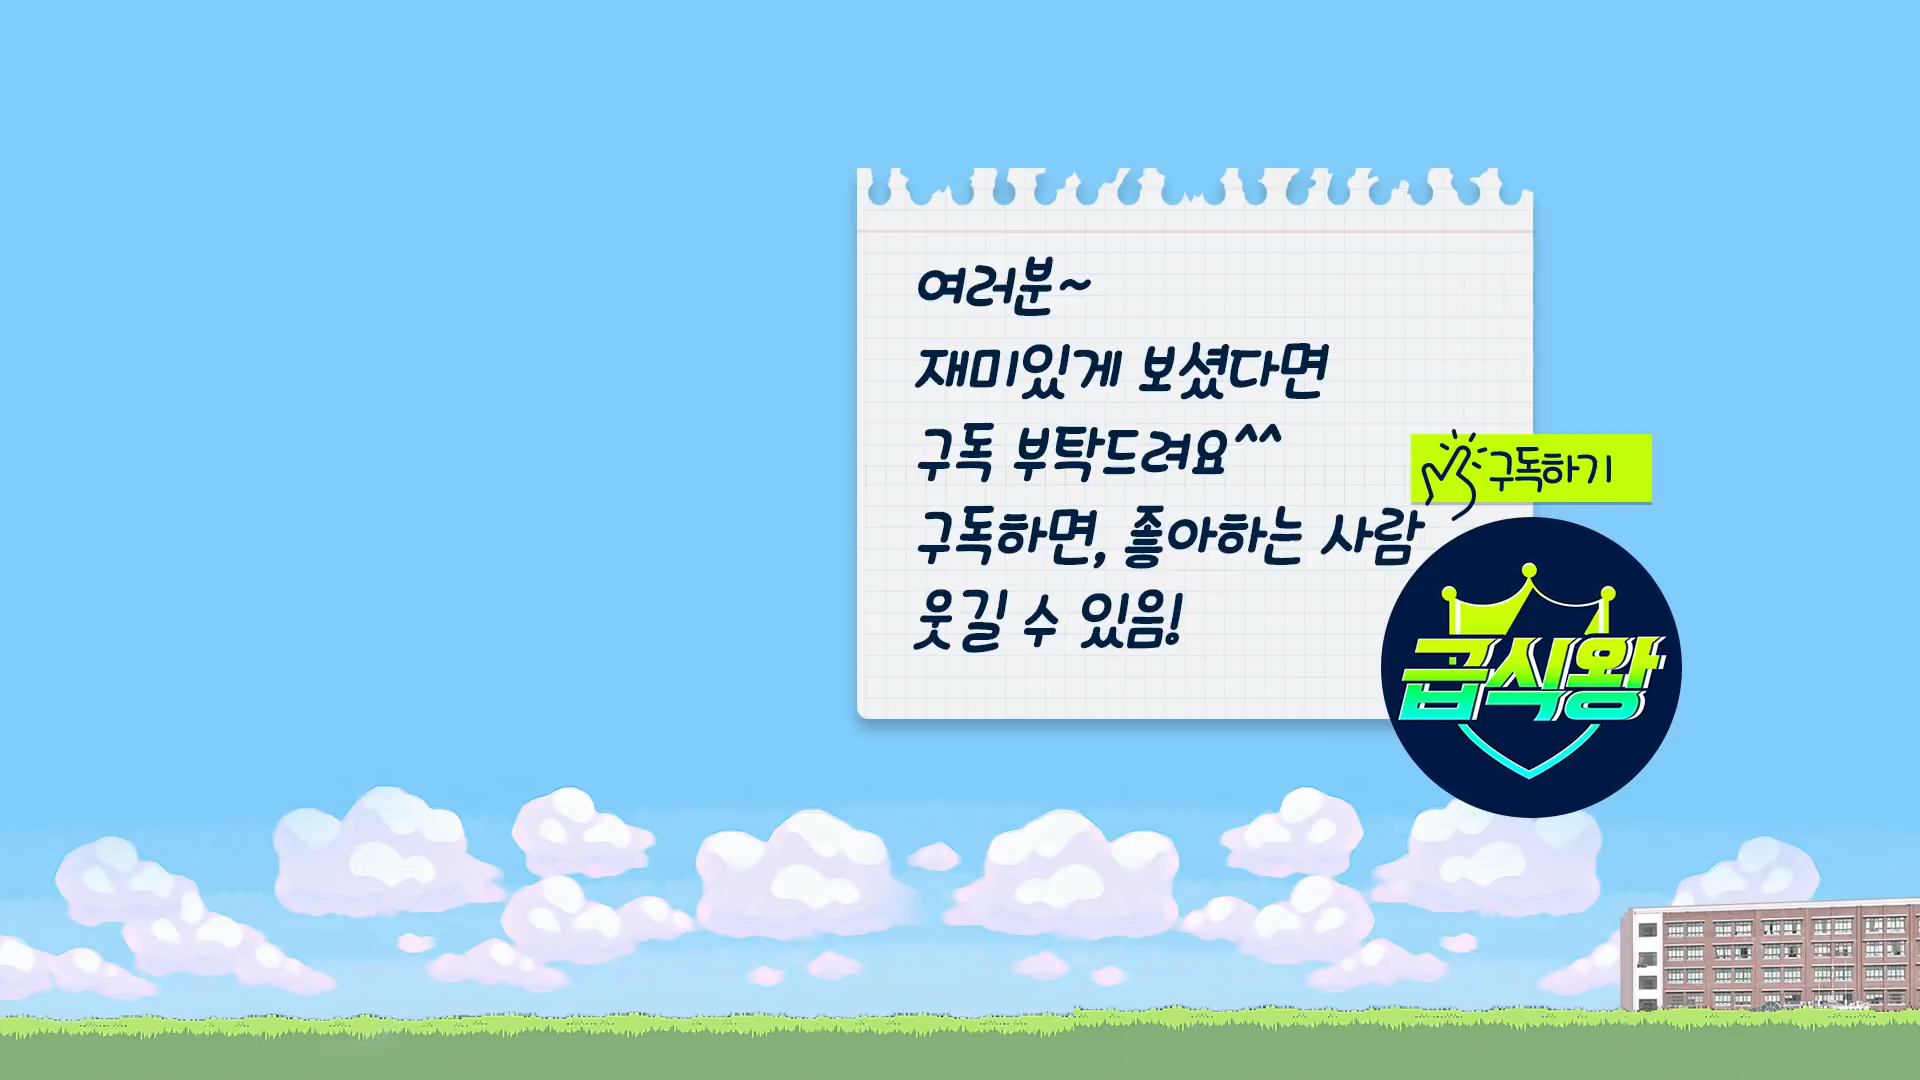 여러분~
재미있게 보셨다면
구독 부탁드려요^^
구독하면, 좋아하는 사람
웃길 수 있음!
구독하기
급식왕